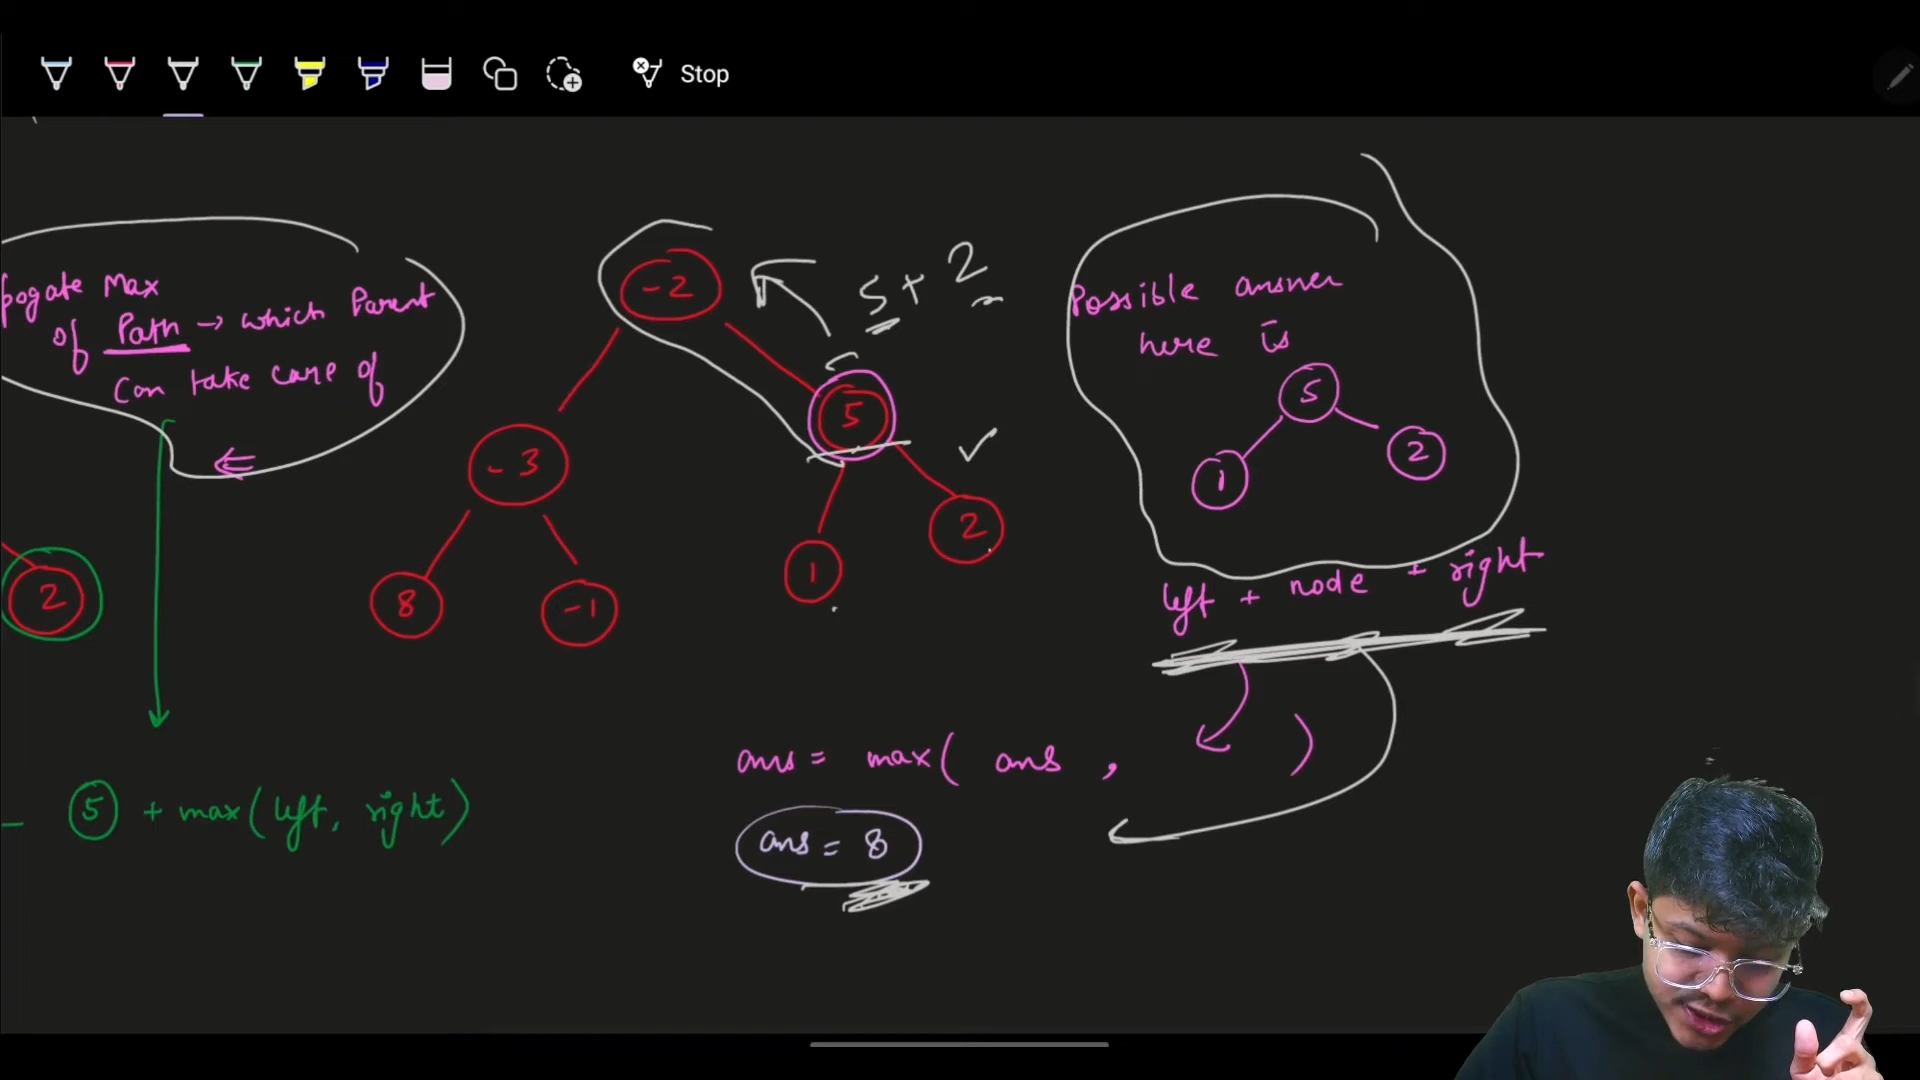 Stop
pogate Max
of Path → which Parent
can take care of
-2
5 + 2
-3
5
8
-1
1
2
2
Possible answer
here is
5
1
2
left + node + right
ans = max( ans , )
ans = 8
- 5 + max( left, right )